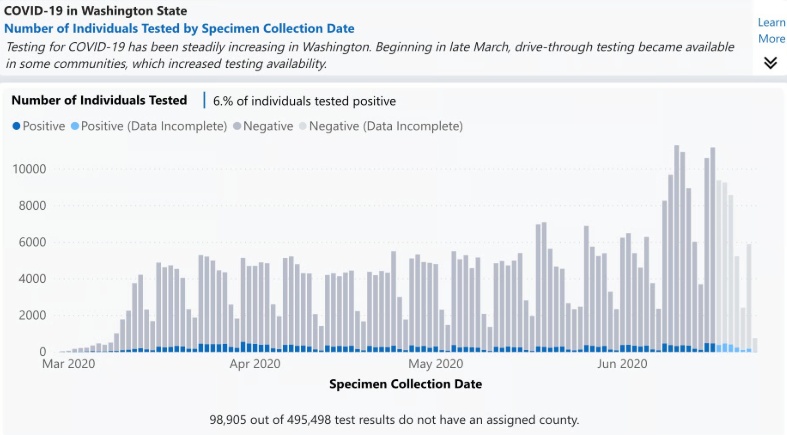 COVID-19 in Washington State
Number of Individuals Tested by Specimen Collection Date
Testing for COVID-19 has been steadily increasing in Washington. Beginning in late March, drive-through testing became available
in some communities, which increased testing availability.
Learn
More
Number of Individuals Tested
6.% of individuals tested positive
Positive Positive (Data Incomplete) Negative Negative (Data Incomplete)
10000
8000
6000
4000
2000
0
Mar 2020 Apr 2020 May 2020 Jun 2020
Specimen Collection Date
98,905 out of 495,498 test results do not have an assigned county.